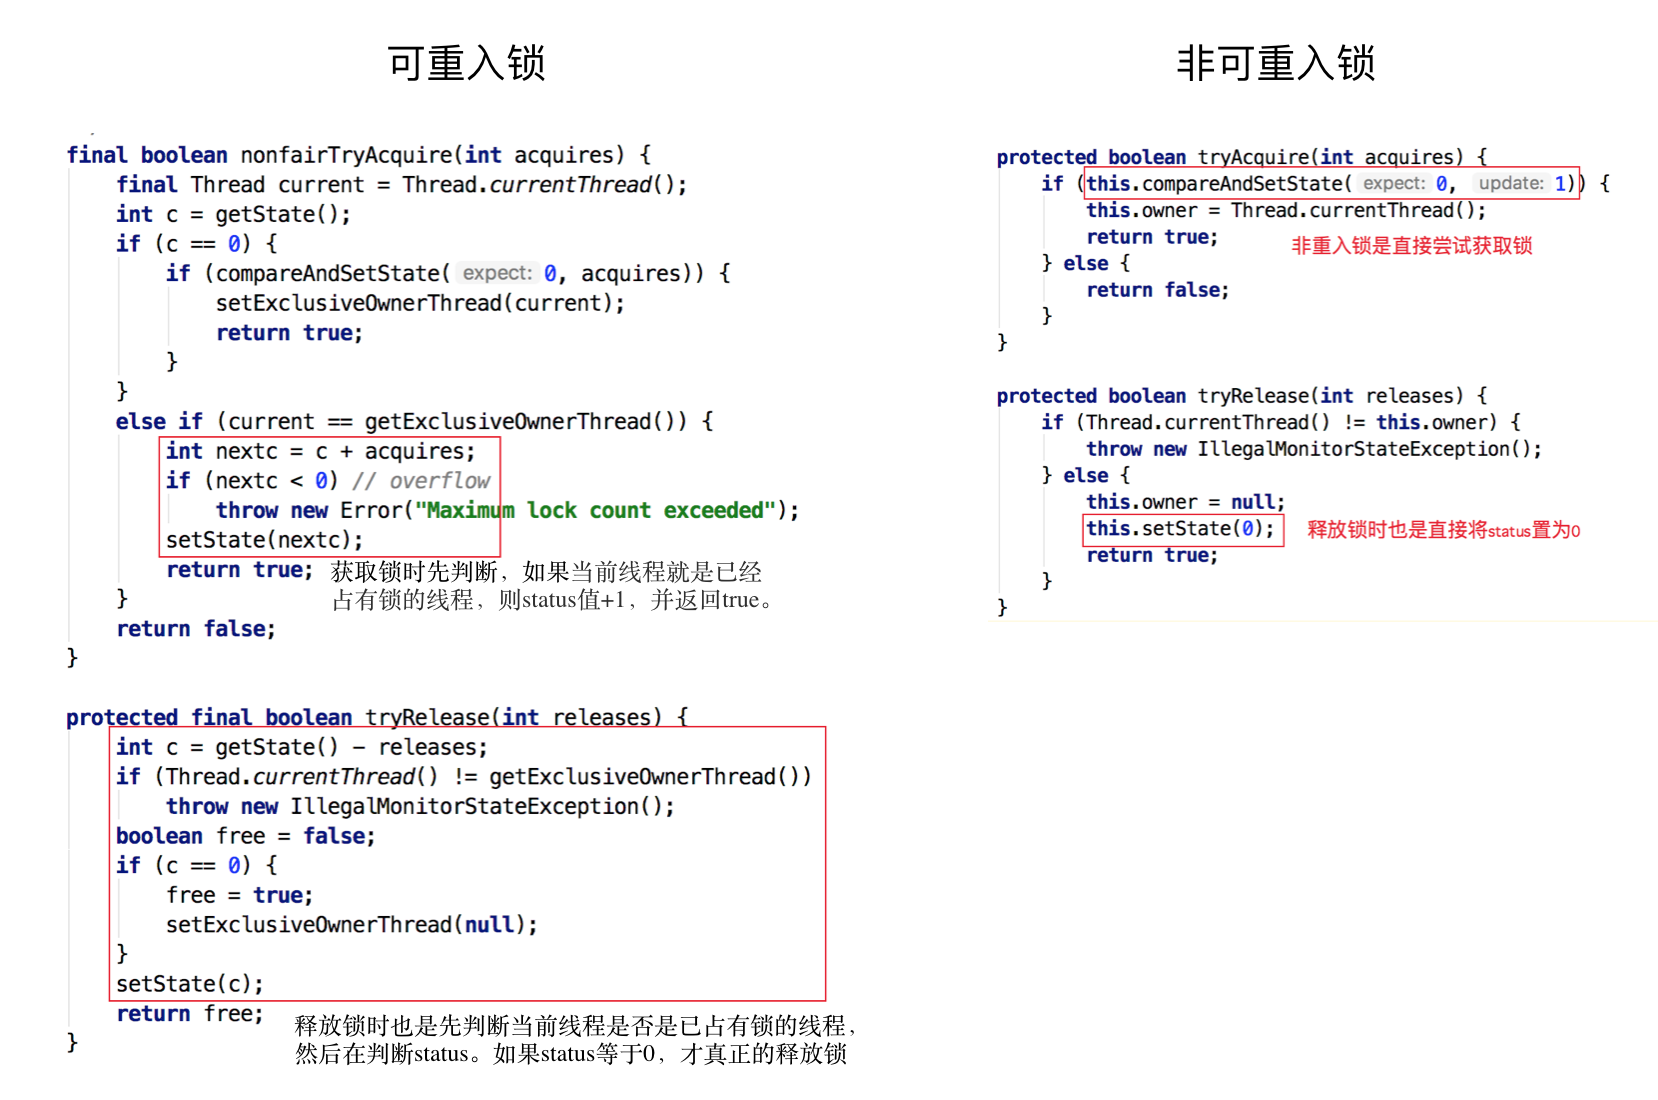 可重入锁
final boolean nonfairTryAcquire(int acquires) {
final Thread current = Thread.currentThread();
int c = getState();
if (c == 0) {
if (compareAndSetState( expect: 0, acquires)) {
setExclusiveOwnerThread(current);
return true;
}
}
else if (current == getExclusiveOwnerThread()) {
int nextc = c + acquires;
if (nextc < 0) // overflow
throw new Error("Maximum lock count exceeded");
setState(nextc);
return true;
获取锁时先判断，如果当前线程就是已经
占有锁的线程，则status值+1，并返回true。
}
return false;
}
protected final boolean tryRelease(int releases) {
int c = getState() - releases;
if (Thread.currentThread() != getExclusiveOwnerThread())
throw new IllegalMonitorStateException();
boolean free = false;
if (c == 0) {
free = true;
setExclusiveOwnerThread(null);
}
setState(c);
return free;
}
释放锁时也是先判断当前线程是否是已占有锁的线程，
然后在判断status。如果status等于0，才真正的释放锁
非可重入锁
protected boolean tryAcquire(int acquires) {
if (this.compareAndSetState( expect: 0, update: 1)) {
this.owner = Thread.currentThread();
return true;
非重入锁是直接尝试获取锁
} else {
return false;
}
}
protected boolean tryRelease(int releases) {
if (Thread.currentThread() != this.owner) {
throw new IllegalMonitorStateException();
} else {
this.owner = null;
this.setState(0);
释放锁时也是直接将status置为0
return true;
}
}